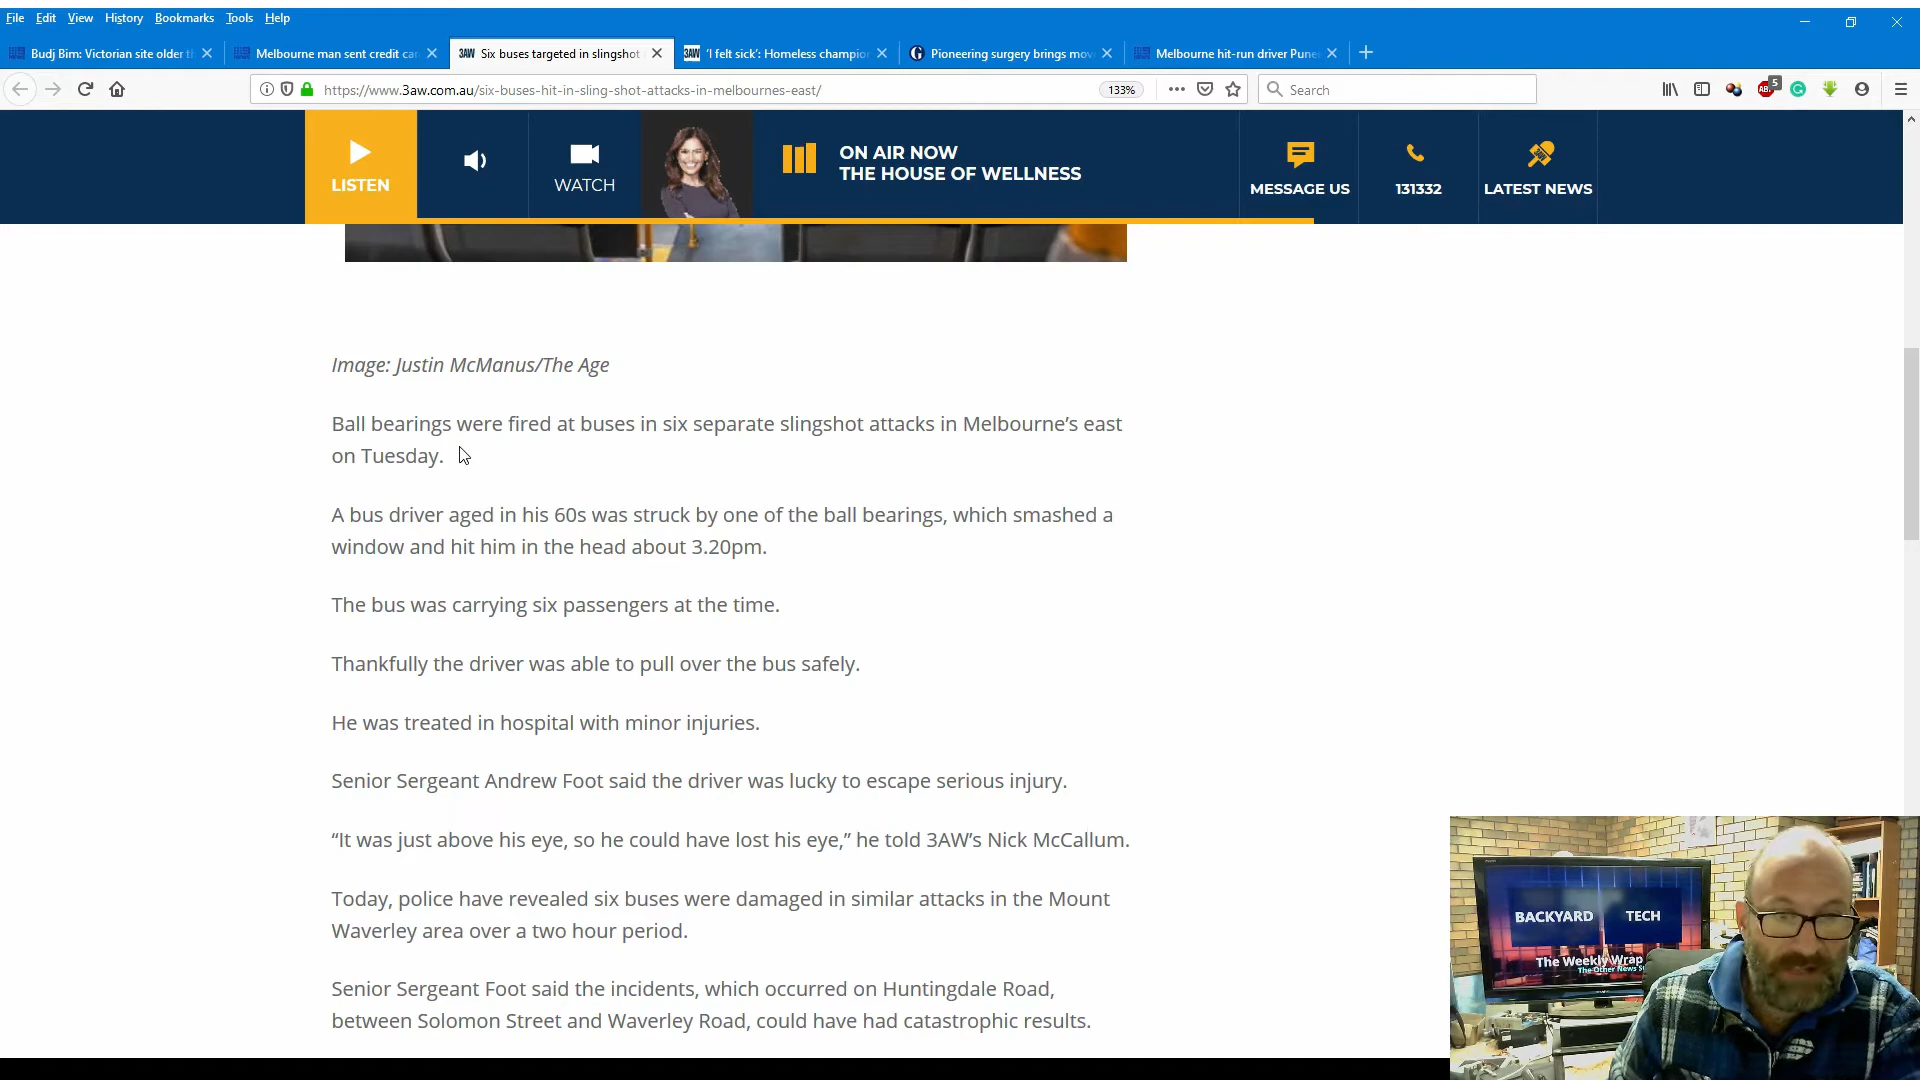 File Edit View History Bookmarks Tools Help
Budj Bim: Victorian site older t
Melbourne man sent credit ca
3AW Six buses targeted in slingshot
3AW 'I felt sick': Homeless champio
Pioneering surgery brings mov
Melbourne hit-run driver Pune
https://www.3aw.com.au/six-buses-hit-in-sling-shot-attacks-in-melbournes-east/
133%
Search
5
LISTEN
WATCH
ON AIR NOW
THE HOUSE OF WELLNESS
MESSAGE US
131332
LATEST NEWS
Image: Justin McManus/The Age
Ball bearings were fired at buses in six separate slingshot attacks in Melbourne’s east
on Tuesday.
A bus driver aged in his 60s was struck by one of the ball bearings, which smashed a
window and hit him in the head about 3.20pm.
The bus was carrying six passengers at the time.
Thankfully the driver was able to pull over the bus safely.
He was treated in hospital with minor injuries.
Senior Sergeant Andrew Foot said the driver was lucky to escape serious injury.
“It was just above his eye, so he could have lost his eye,” he told 3AW’s Nick McCallum.
Today, police have revealed six buses were damaged in similar attacks in the Mount
Waverley area over a two hour period.
Senior Sergeant Foot said the incidents, which occurred on Huntingdale Road,
between Solomon Street and Waverley Road, could have had catastrophic results.
BACKYARD TECH
The Weekly Wrap
The Other News S